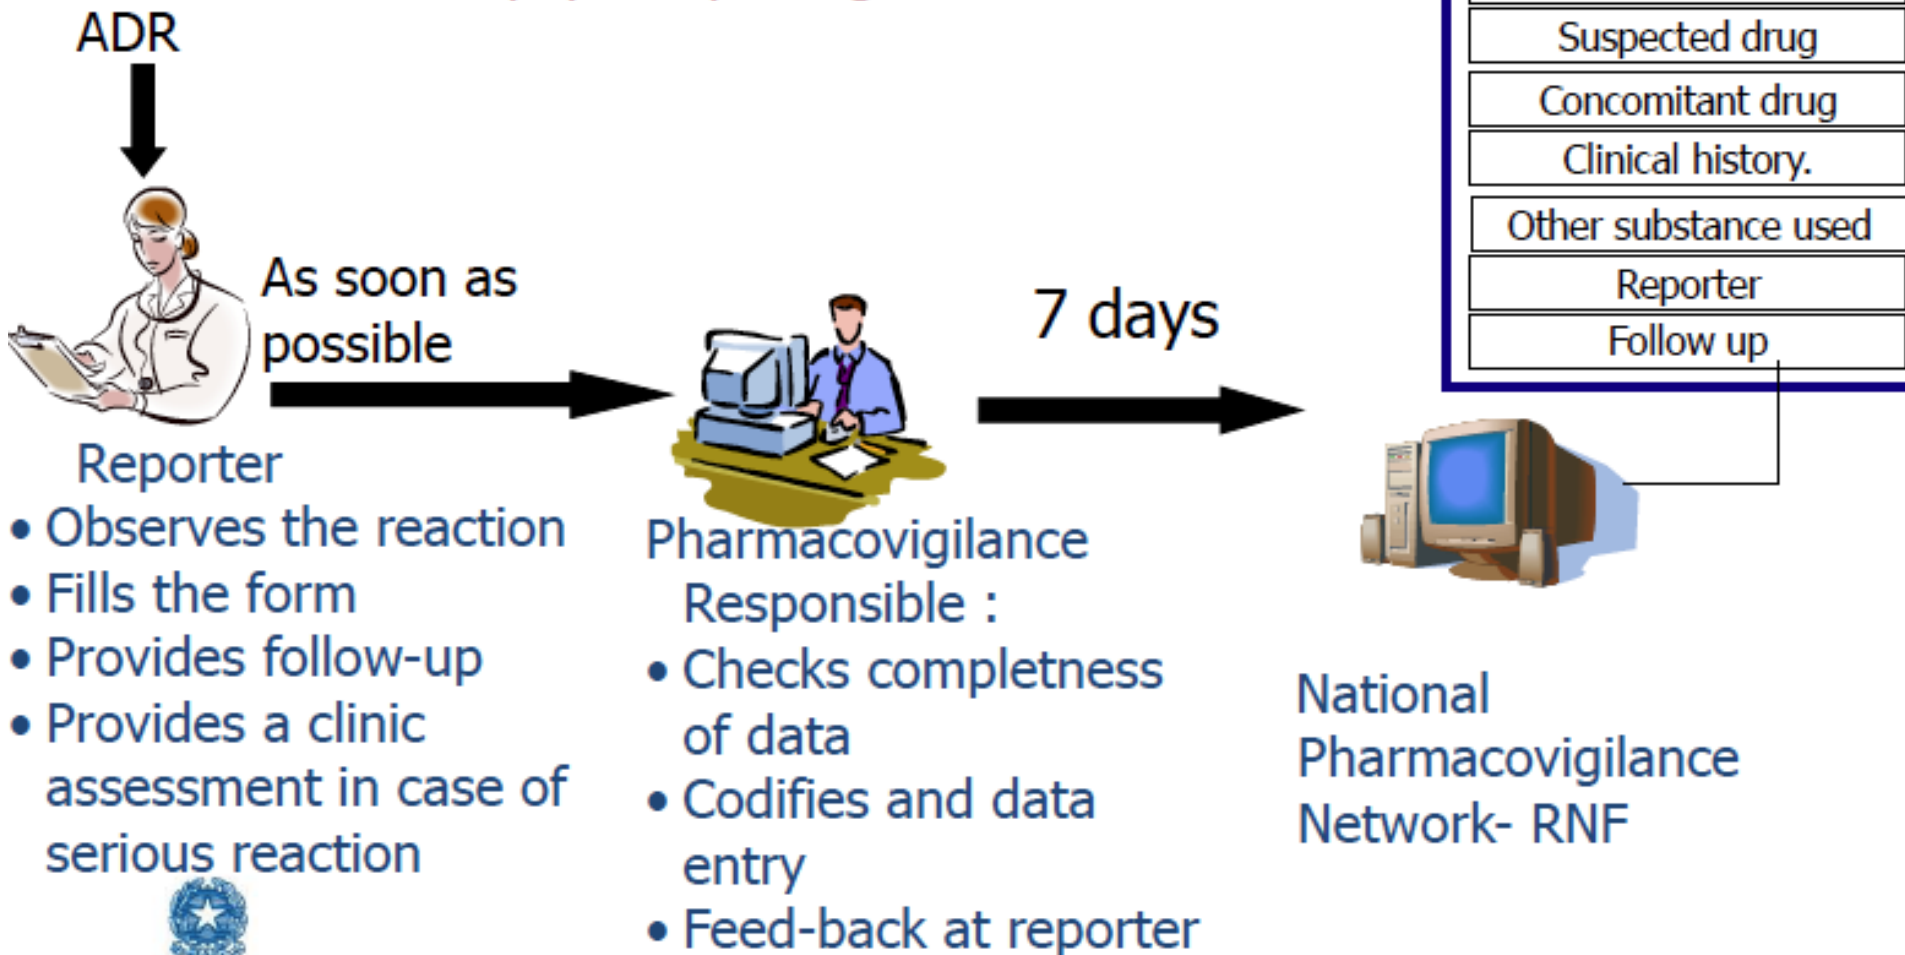 ADR
As soon as
possible
7 days
Suspected drug
Concomitant drug
Clinical history.
Other substance used
Reporter
Follow up
Reporter
• Observes the reaction
• Fills the form
• Provides follow-up
• Provides a clinic
assessment in case of
serious reaction
Pharmacovigilance
Responsible :
• Checks completness
of data
• Codifies and data
entry
• Feed-back at reporter
National
Pharmacovigilance
Network- RNF